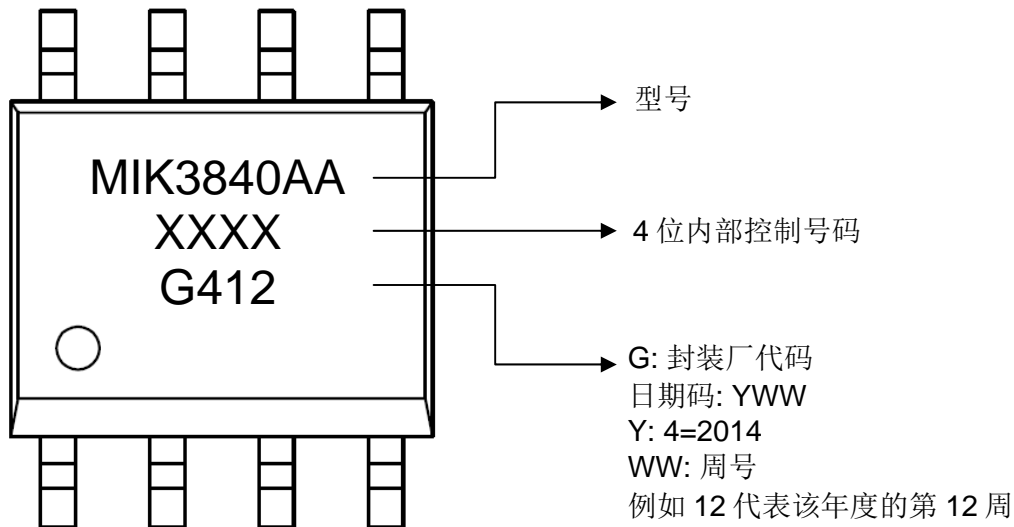 MIK3840AA
XXXX
G412
型号
4 位内部控制号码
G: 封装厂代码
日期码: YWW
Y: 4=2014
WW: 周号
例如 12 代表该年度的第 12 周